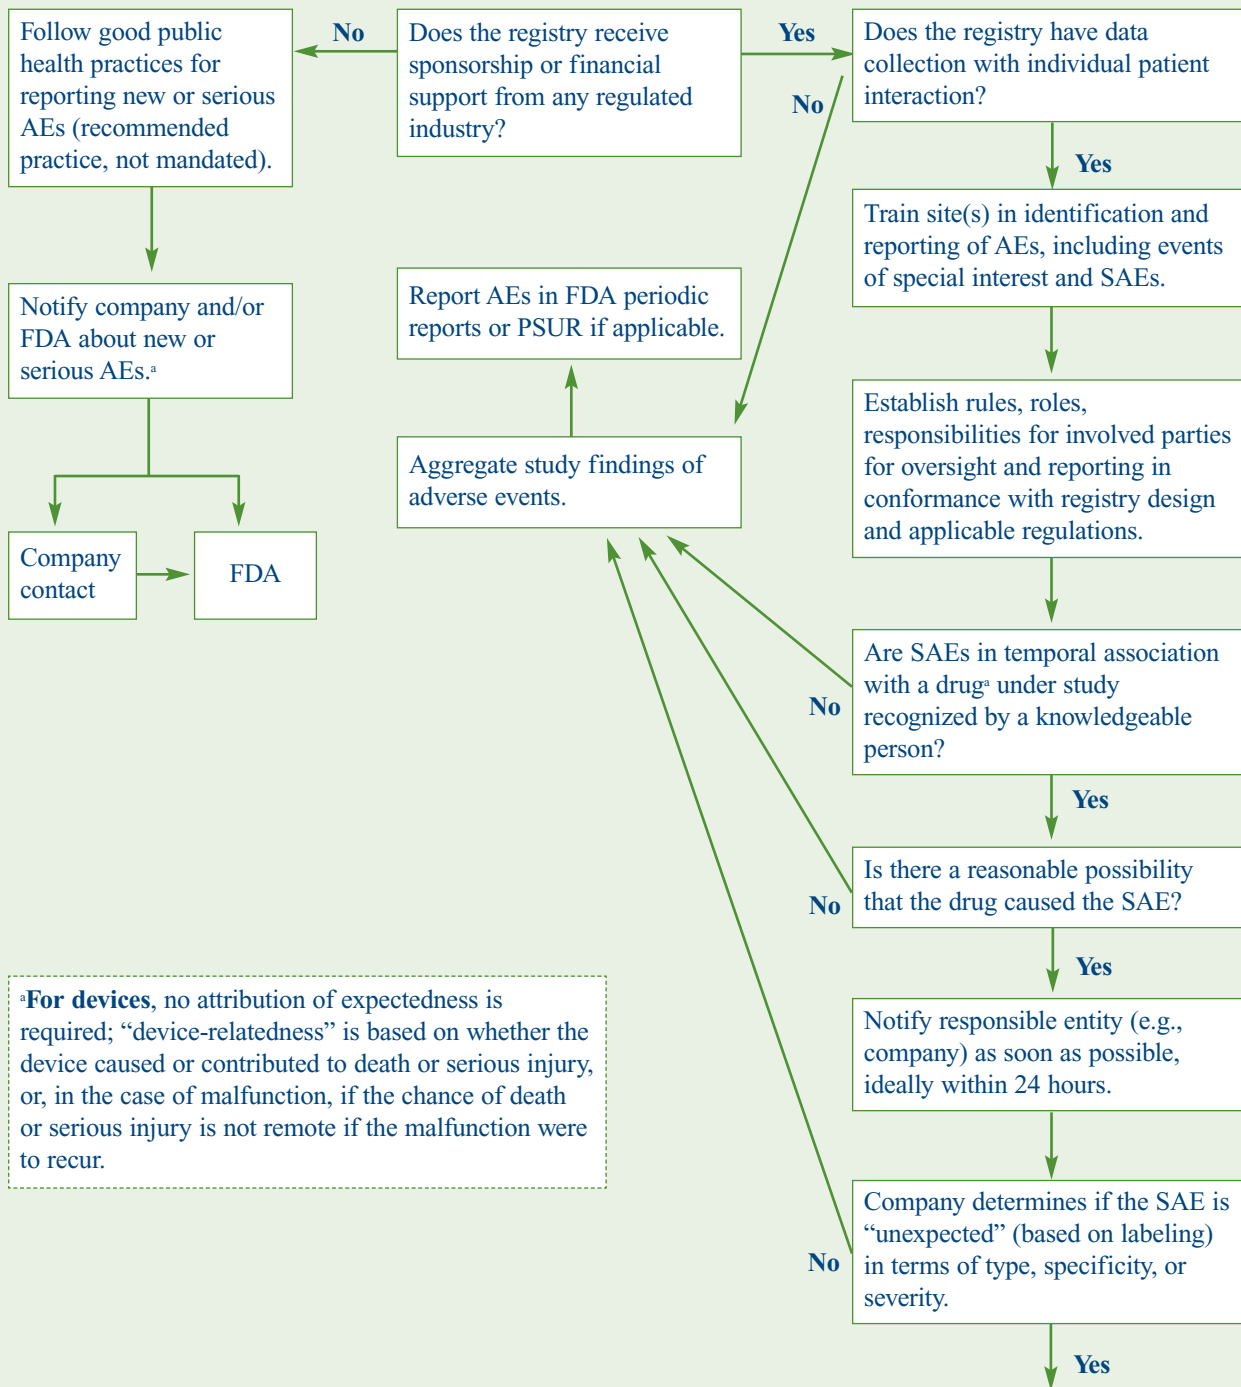 Follow good public
health practices for
reporting new or serious
AEs (recommended
practice, not mandated).
No
Does the registry receive
sponsorship or financial
support from any regulated
industry?
Yes
Does the registry have data
collection with individual patient
interaction?
No
Yes
Train site(s) in identification and
reporting of AEs, including events
of special interest and SAEs.
Notify company and/or
FDA about new or
serious AEs.ᵃ
Report AEs in FDA periodic
reports or PSUR if applicable.
Establish rules, roles,
responsibilities for involved parties
for oversight and reporting in
conformance with registry design
and applicable regulations.
Aggregate study findings of
adverse events.
Company
contact
FDA
Are SAEs in temporal association
with a drugᵃ under study
recognized by a knowledgeable
person?
No
Yes
Is there a reasonable possibility
that the drug caused the SAE?
No
Yes
ᵃFor devices, no attribution of expectedness is
required; “device-relatedness” is based on whether the
device caused or contributed to death or serious injury,
or, in the case of malfunction, if the chance of death
or serious injury is not remote if the malfunction were
to recur.
Notify responsible entity (e.g.,
company) as soon as possible,
ideally within 24 hours.
Company determines if the SAE is
“unexpected” (based on labeling)
in terms of type, specificity, or
severity.
No
Yes